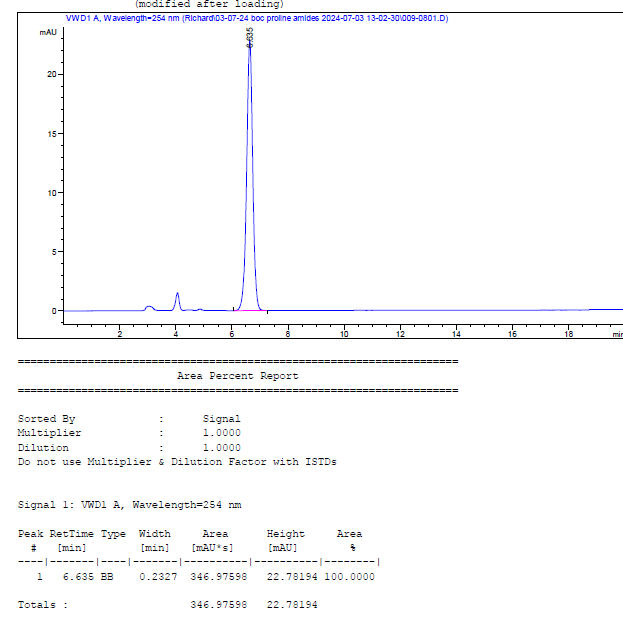 (modified after loading)
VWD1 A, Wavelength=254 nm (Richard\03-07-24 boc proline amides 2024-07-03 13-02-30\009-0801.D)
mAU
6.635
20
15
10
5
0
2 4 6 8 10 12 14 16 18 min
=====================================================================
Area Percent Report
=====================================================================
Sorted By : Signal
Multiplier : 1.0000
Dilution : 1.0000
Do not use Multiplier & Dilution Factor with ISTDs
Signal 1: VWD1 A, Wavelength=254 nm
Peak RetTime Type Width Area Height Area
# [min] [min] [mAU*s] [mAU] %
----|-------|----|-------|----------|----------|--------|
1 6.635 BB 0.2327 346.97598 22.78194 100.0000
Totals : 346.97598 22.78194